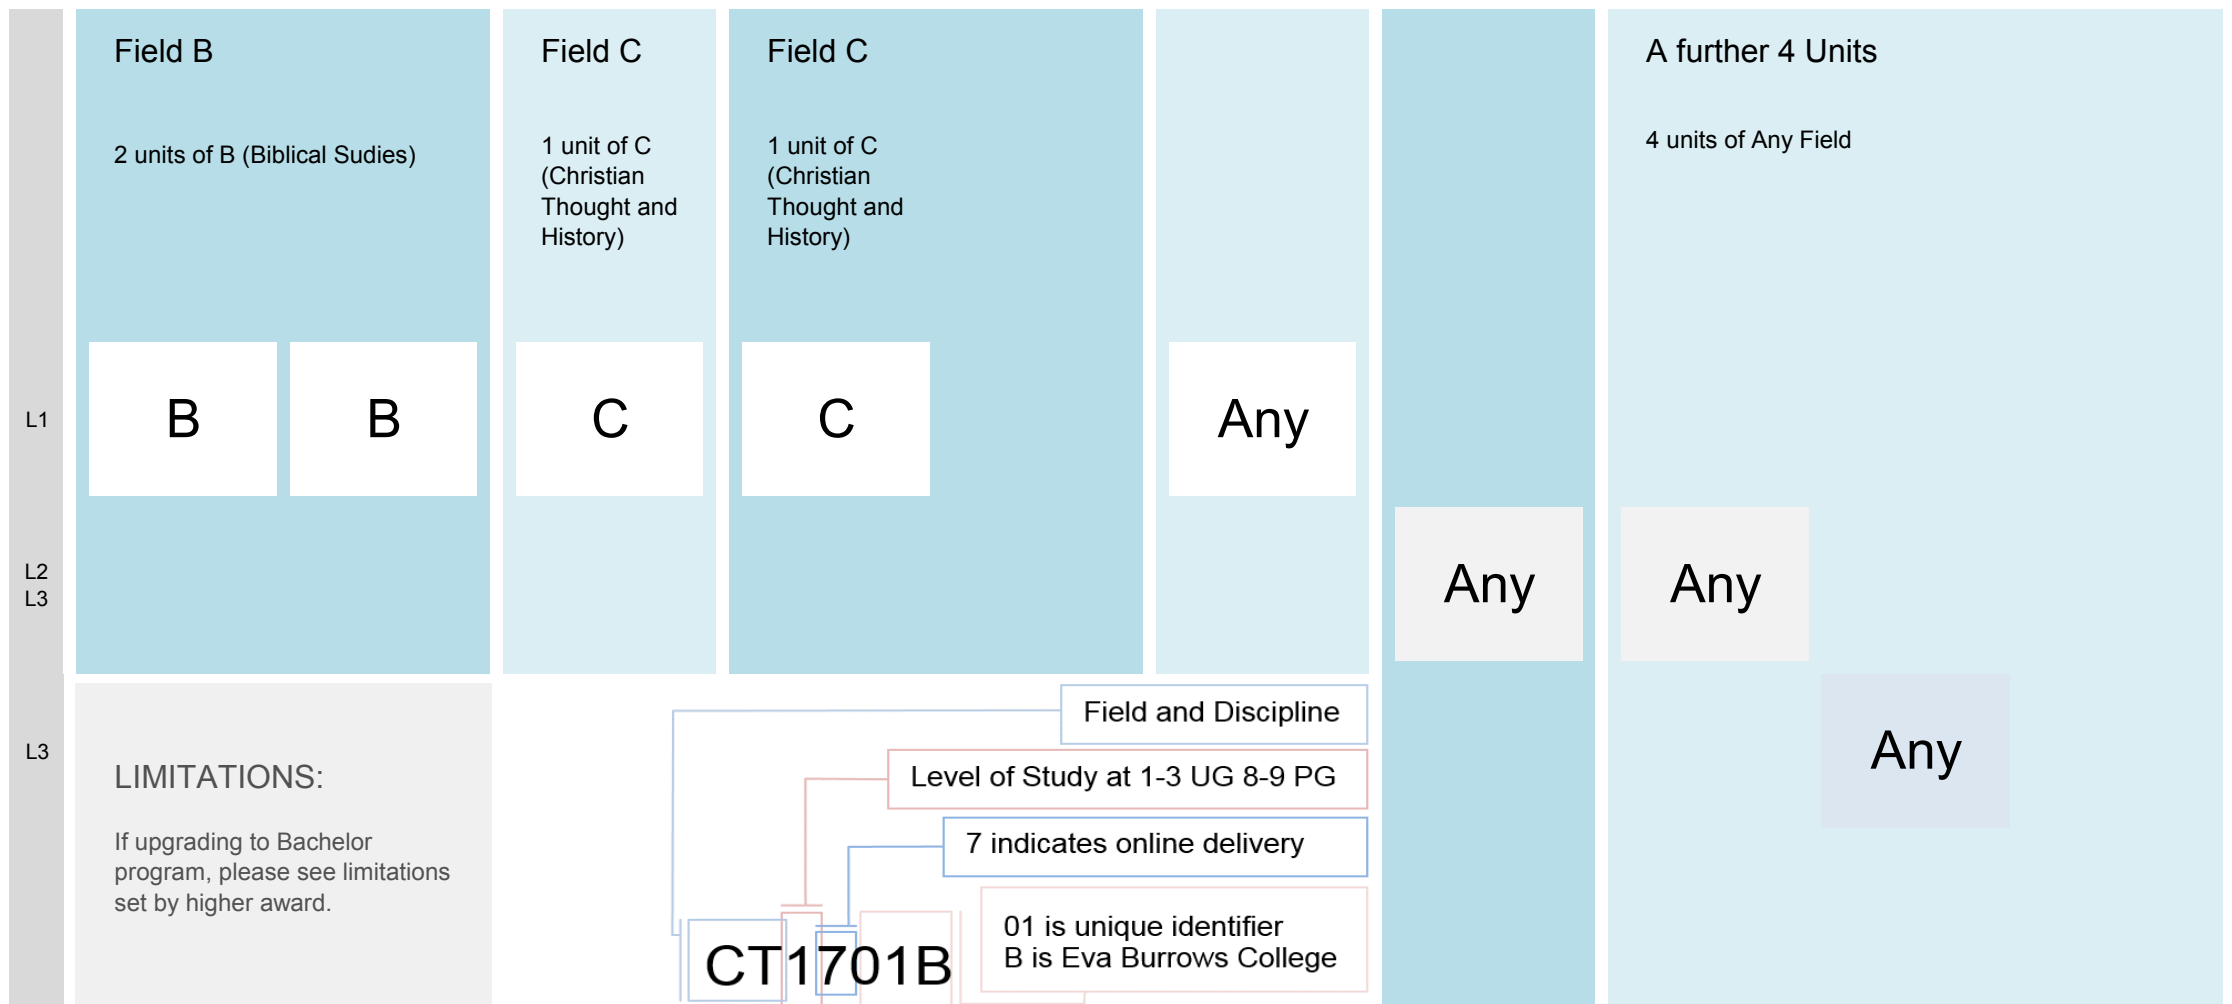 Field B
2 units of B (Biblical Sudies)
Field C
1 unit of C
(Christian
Thought and
History)
Field C
1 unit of C
(Christian
Thought and
History)
A further 4 Units
4 units of Any Field
L1
B
B
C
C
Any
L2
L3
Any
Any
L3
Any
LIMITATIONS:
If upgrading to Bachelor
program, please see limitations
set by higher award.
Field and Discipline
Level of Study at 1-3 UG 8-9 PG
7 indicates online delivery
01 is unique identifier
B is Eva Burrows College
CT1701B